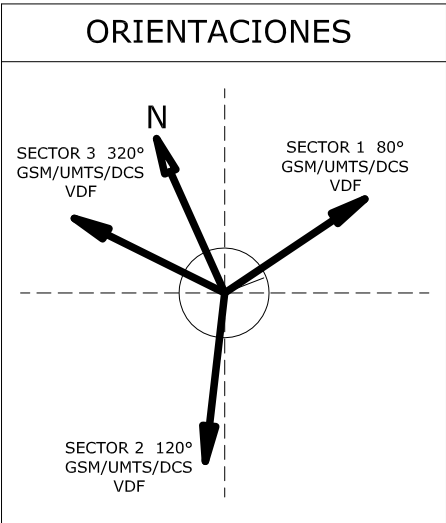 ORIENTACIONES
N
SECTOR 3 320°
GSM/UMTS/DCS
VDF
SECTOR 1 80°
GSM/UMTS/DCS
VDF
SECTOR 2 120°
GSM/UMTS/DCS
VDF